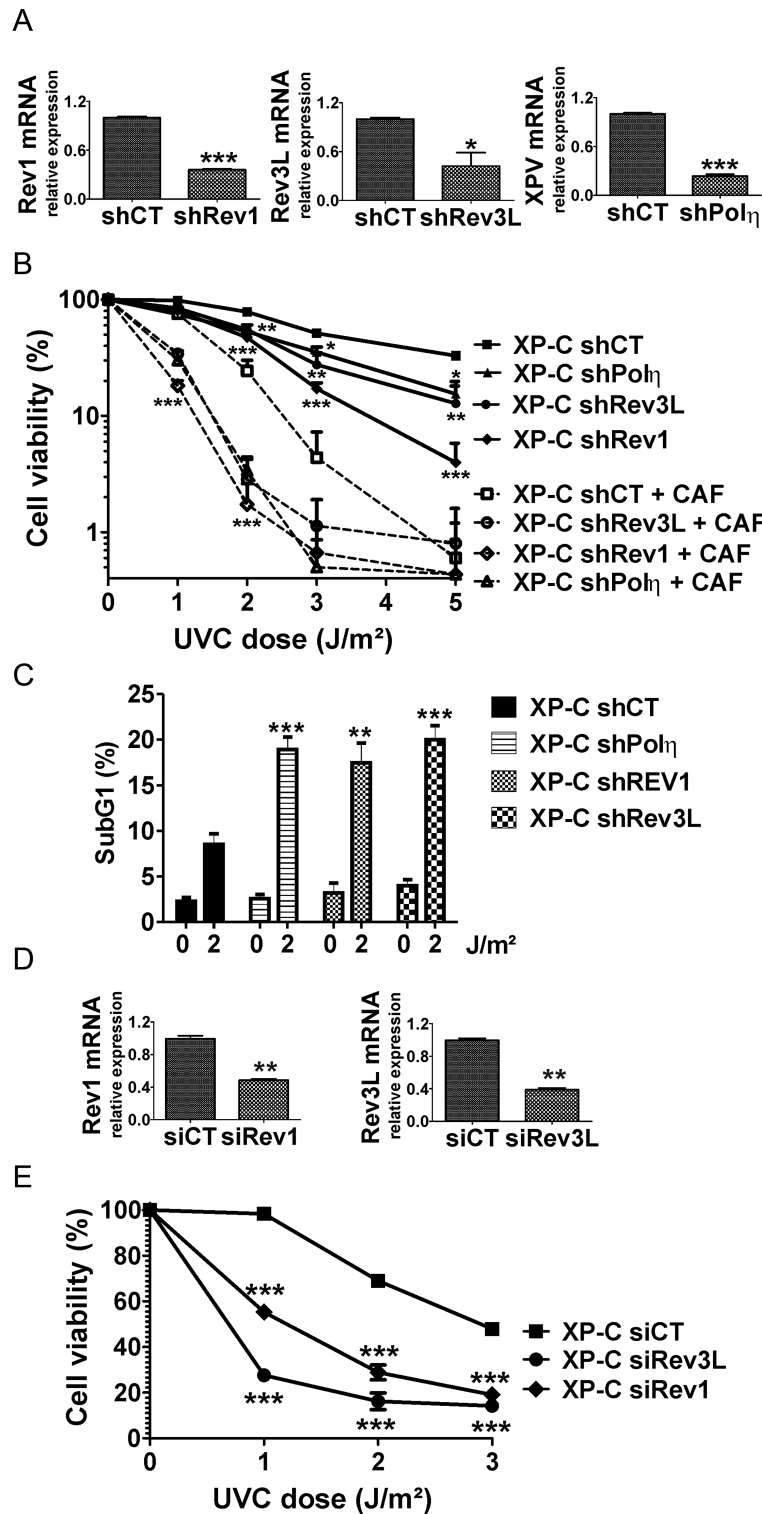 A
Rev1 mRNA
relative expression
1.2
0.6
0.0
***
shCT shRev1
Rev3L mRNA
relative expression
1.2
0.6
0.0
*
shCT shRev3L
XPV mRNA
relative expression
1.2
0.6
0.0
***
shCT shPolη
B
Cell viability (%)
100
10
1
0 1 2 3 5
UVC dose (J/m²)
**
*
*
***
**
**
***
***
***
***
XP-C shCT
XP-C shPolη
XP-C shRev3L
XP-C shRev1
XP-C shCT + CAF
XP-C shRev3L + CAF
XP-C shRev1 + CAF
XP-C shPolη + CAF
C
SubG1 (%)
25
20
15
10
5
0
*** ** ***
0 2 0 2 0 2 0 2 J/m²
XP-C shCT
XP-C shPolη
XP-C shREV1
XP-C shRev3L
D
Rev1 mRNA
relative expression
1.2
0.8
0.4
0.0
**
siCT siRev1
Rev3L mRNA
relative expression
1.2
0.8
0.4
0.0
**
siCT siRev3L
E
Cell viability (%)
100
80
60
40
20
0
*** *** ***
*** *** ***
0 1 2 3
UVC dose (J/m²)
XP-C siCT
XP-C siRev3L
XP-C siRev1